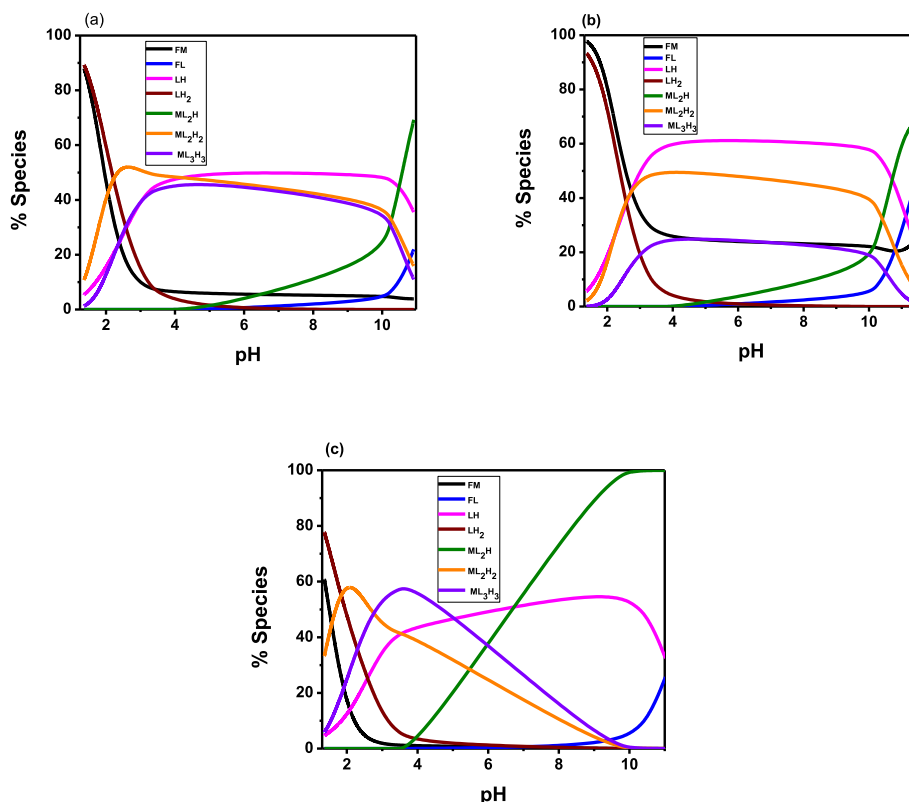 (a)
100
80
60
40
20
0
% Species
FM
FL
LH
LH₂
ML₂H
ML₂H₂
ML₃H₃
2 4 6 8 10
pH
(b)
100
80
60
40
20
0
% Species
FM
FL
LH
LH₂
ML₂H
ML₂H₂
ML₃H₃
2 4 6 8 10
pH
(c)
100
80
60
40
20
0
% Species
FM
FL
LH
LH₂
ML₂H
ML₂H₂
ML₃H₃
2 4 6 8 10
pH